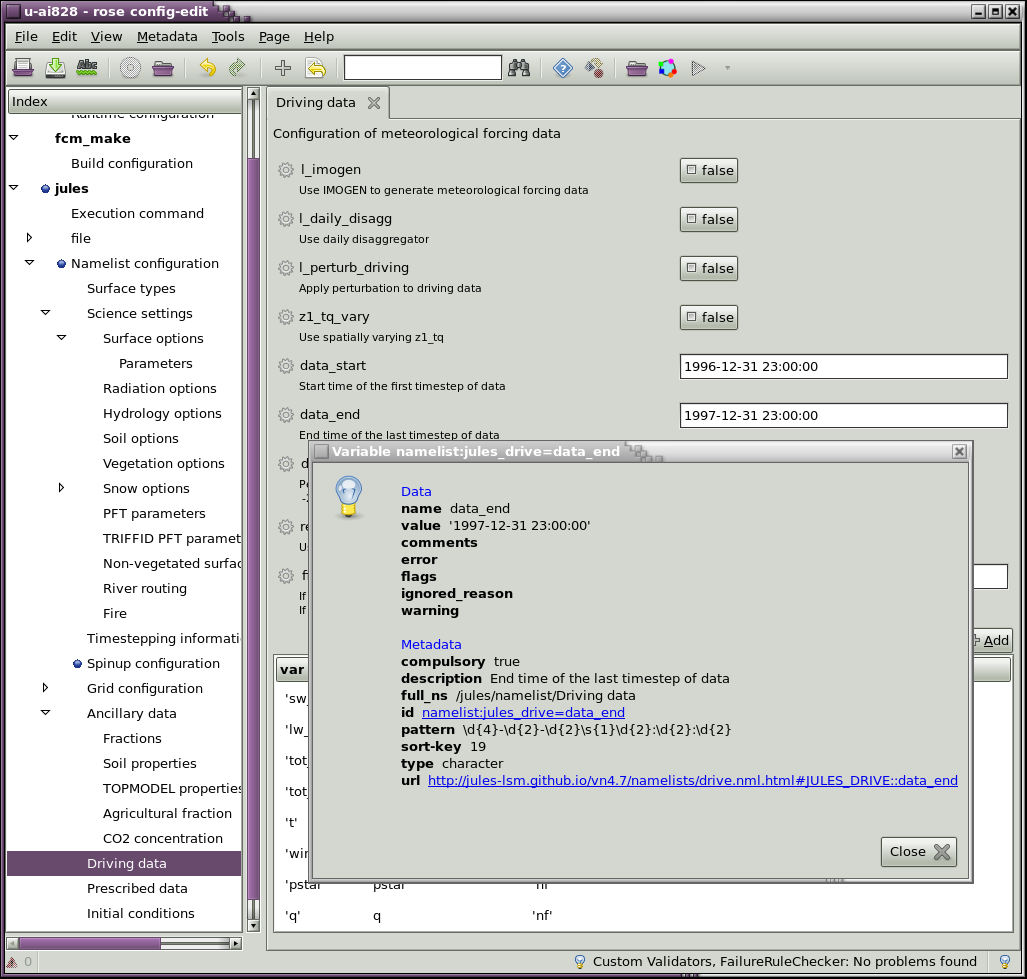 u-ai828 - rose config-edit
File Edit View Metadata Tools Page Help
Abc
Index
Runtime configuration
fcm_make
Build configuration
jules
Execution command
file
Namelist configuration
Surface types
Science settings
Surface options
Parameters
Radiation options
Hydrology options
Soil options
Vegetation options
Snow options
PFT parameters
TRIFFID PFT paramet
Non-vegetated surfac
River routing
Fire
Timestepping informati
Spinup configuration
Grid configuration
Ancillary data
Fractions
Soil properties
TOPMODEL properties
Agricultural fraction
CO2 concentration
Driving data
Prescribed data
Initial conditions
0
Driving data
Configuration of meteorological forcing data
l_imogen false
Use IMOGEN to generate meteorological forcing data
l_daily_disagg false
Use daily disaggregator
l_perturb_driving false
Apply perturbation to driving data
z1_tq_vary false
Use spatially varying z1_tq
data_start 1996-12-31 23:00:00
Start time of the first timestep of data
data_end 1997-12-31 23:00:00
End time of the last timestep of data
If
If
Add
var
'sw_
'lw_
'tot_
'tot_
't'
'wir
'pstar pstar 'nf'
'q' q 'nf'
Variable namelist:jules_drive=data_end
Data
name data_end
value '1997-12-31 23:00:00'
comments
error
flags
ignored_reason
warning
Metadata
compulsory true
description End time of the last timestep of data
full_ns /jules/namelist/Driving data
id namelist:jules_drive=data_end
pattern \d{4}-\d{2}-\d{2}\s{1}\d{2}:\d{2}:\d{2}
sort-key 19
type character
url http://jules-lsm.github.io/vn4.7/namelists/drive.nml.html#JULES_DRIVE::data_end
Close
Custom Validators, FailureRuleChecker: No problems found